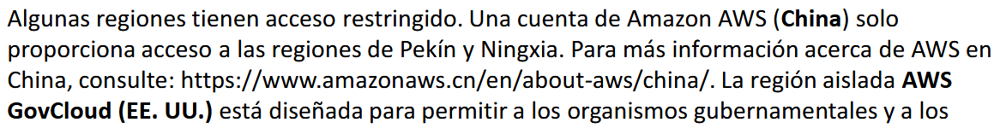 Algunas regiones tienen acceso restringido. Una cuenta de Amazon AWS (China) solo
proporciona acceso a las regiones de Pekín y Ningxia. Para más información acerca de AWS en
China, consulte: https://www.amazonaws.cn/en/about-aws/china/. La región aislada AWS
GovCloud (EE. UU.) está diseñada para permitir a los organismos gubernamentales y a los